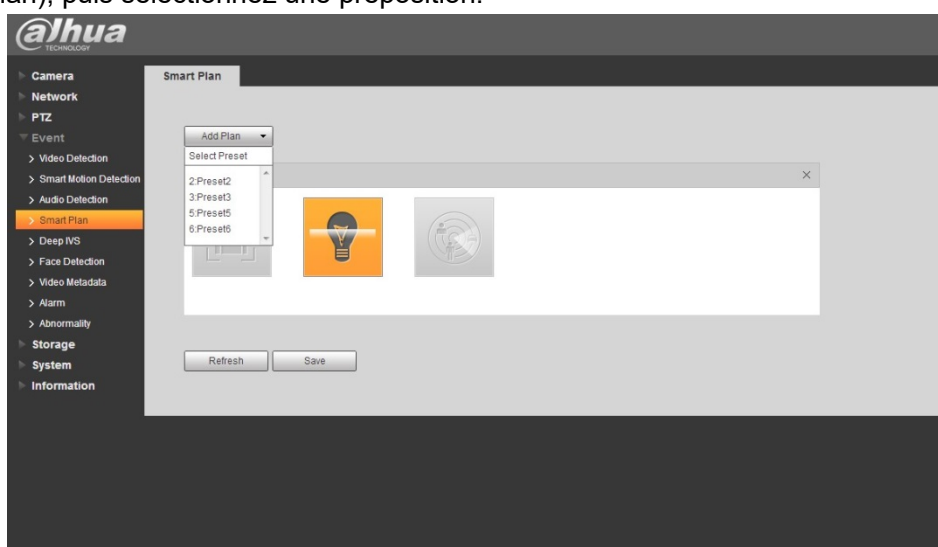 lan), puis sélectionnez une proposition.
alhua
TECHNOLOGY
Camera
Network
PTZ
Event
Video Detection
Smart Motion Detection
Audio Detection
Smart Plan
Deep IVS
Face Detection
Video Metadata
Alarm
Abnormality
Storage
System
Information
Smart Plan
Add Plan
Select Preset
2:Preset2
3:Preset3
5:Preset5
6:Preset6
Refresh
Save